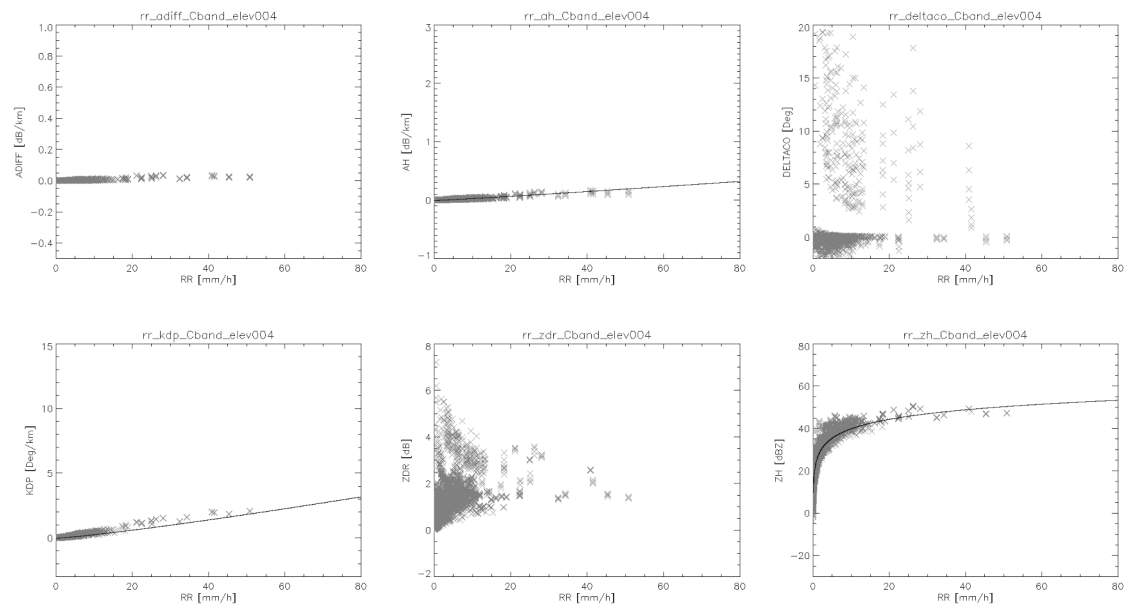 rr_adiff_Cband_elev004
1.0
0.8
0.6
0.4
0.2
0.0
-0.2
-0.4
ADIFF [dB/km]
0 20 40 60 80
RR [mm/h]
rr_ah_Cband_elev004
3
2
1
0
-1
AH [dB/km]
0 20 40 60 80
RR [mm/h]
rr_deltaco_Cband_elev004
20
15
10
5
0
DELTACO [Deg]
0 20 40 60 80
RR [mm/h]
rr_kdp_Cband_elev004
15
10
5
0
KDP [Deg/km]
0 20 40 60 80
RR [mm/h]
rr_zdr_Cband_elev004
8
6
4
2
0
-2
ZDR [dB]
0 20 40 60 80
RR [mm/h]
rr_zh_Cband_elev004
80
60
40
20
0
-20
ZH [dBZ]
0 20 40 60 80
RR [mm/h]